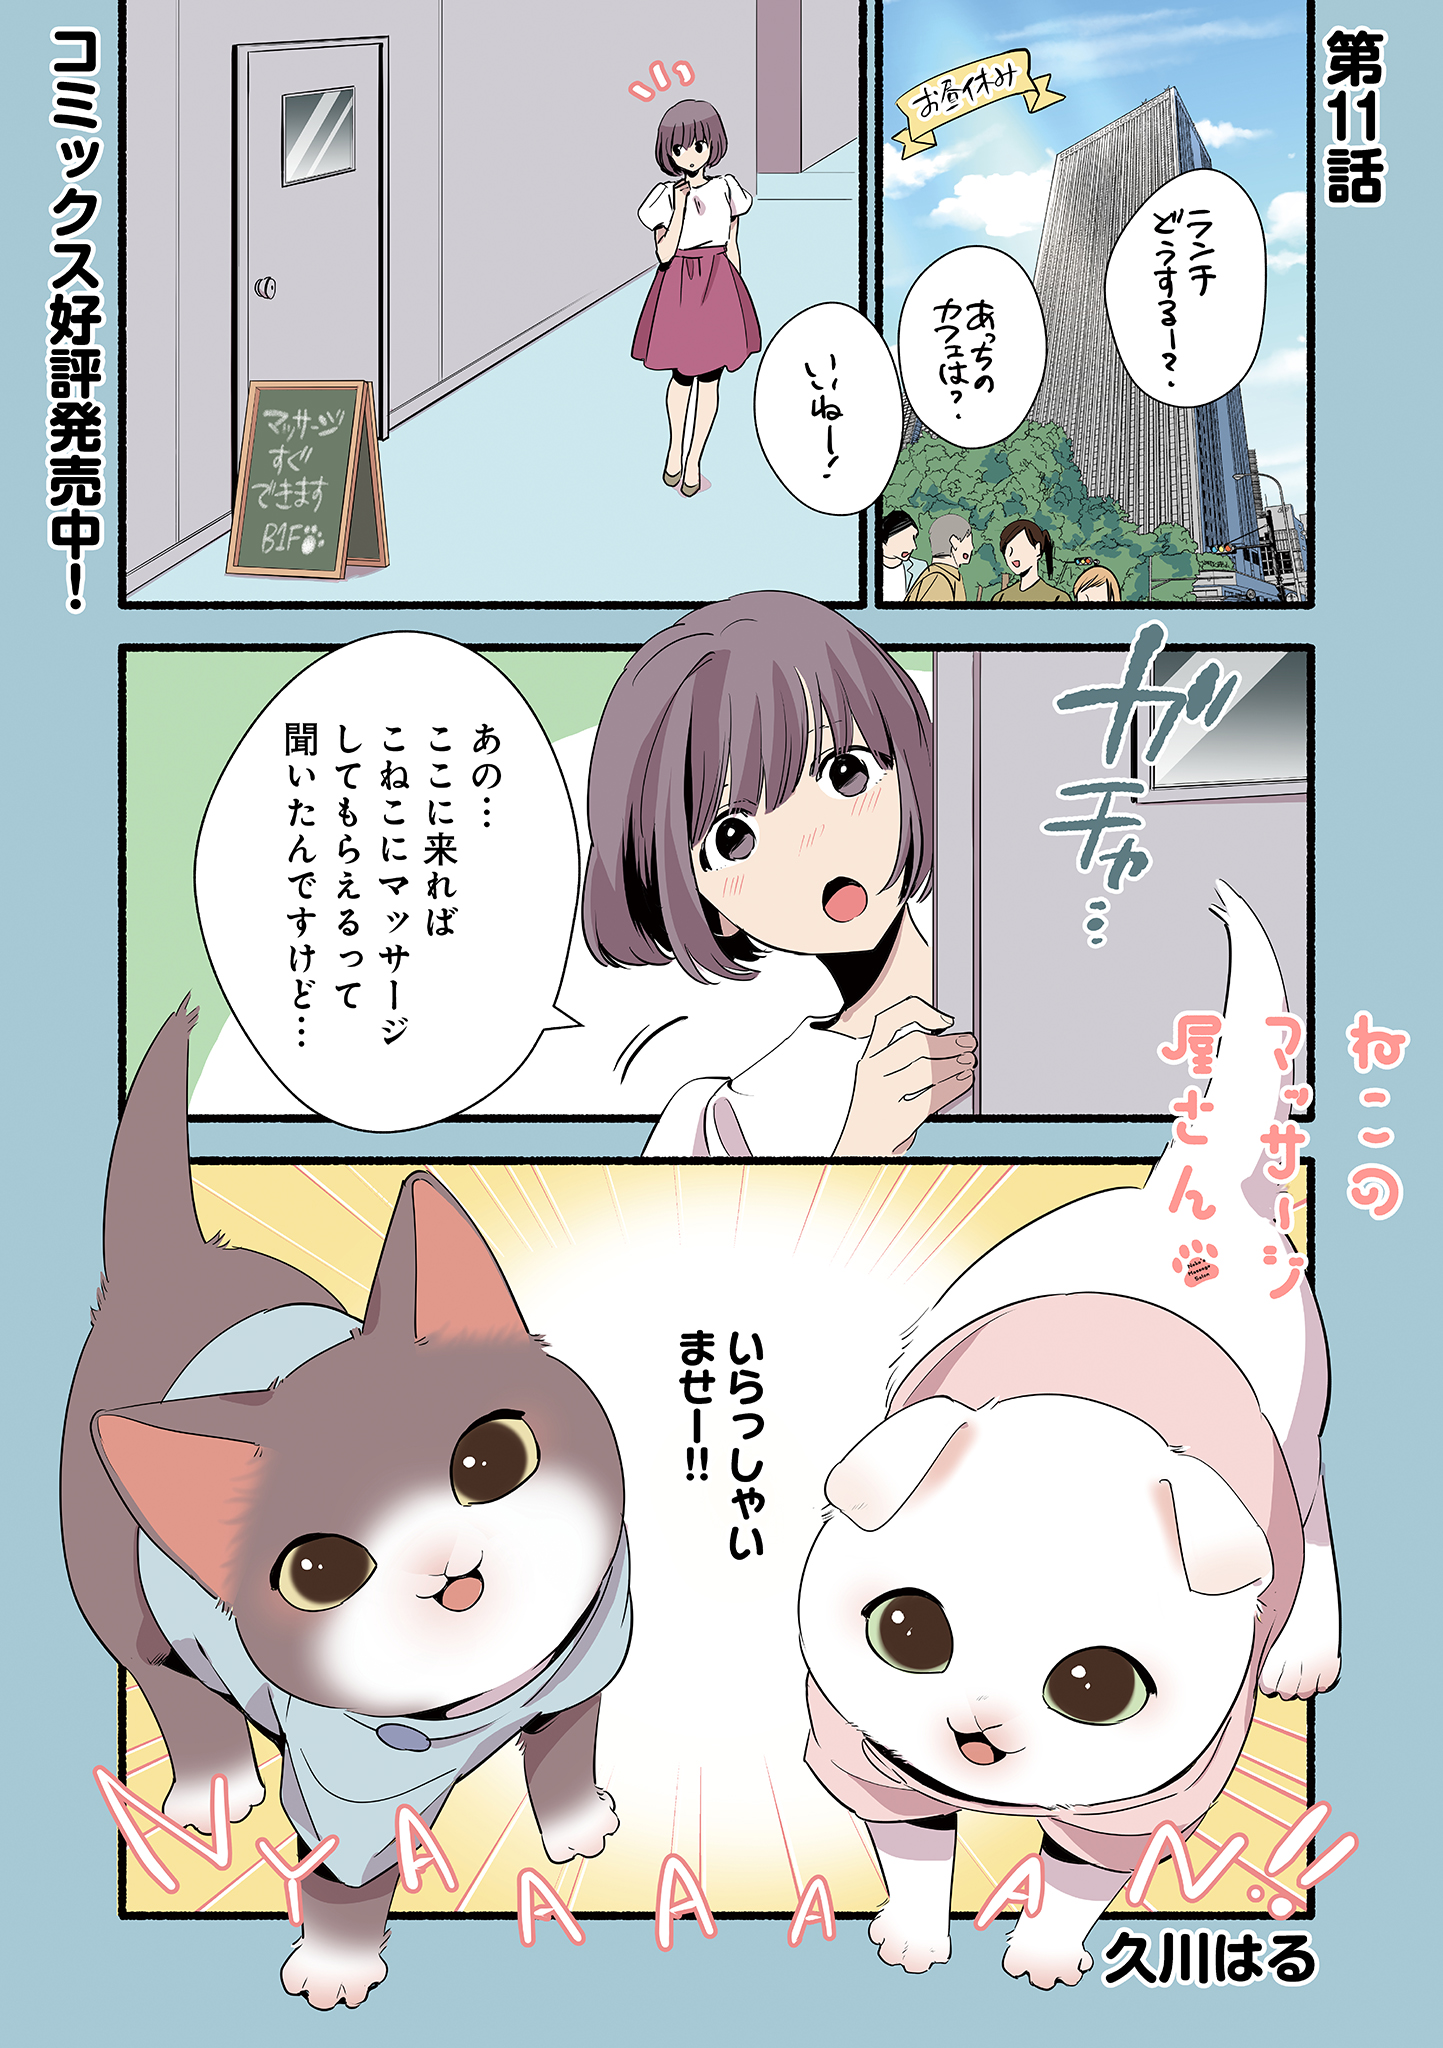 第11話
お昼休み
ランチ
どうするー?
あっちの
カフェは?
いいねー!
マッサージ
すぐ
できます
B1F
コミックス好評発売中!
ガチャ…
あの…
ここに来れば
こねこにマッサージ
してもらえるって
聞いたんですけど…
ねこの
マッサージ
屋さん
Neko's
Massage
Salon
いらっしゃい
ませー!!
NYAAAAAN!!
久川はる